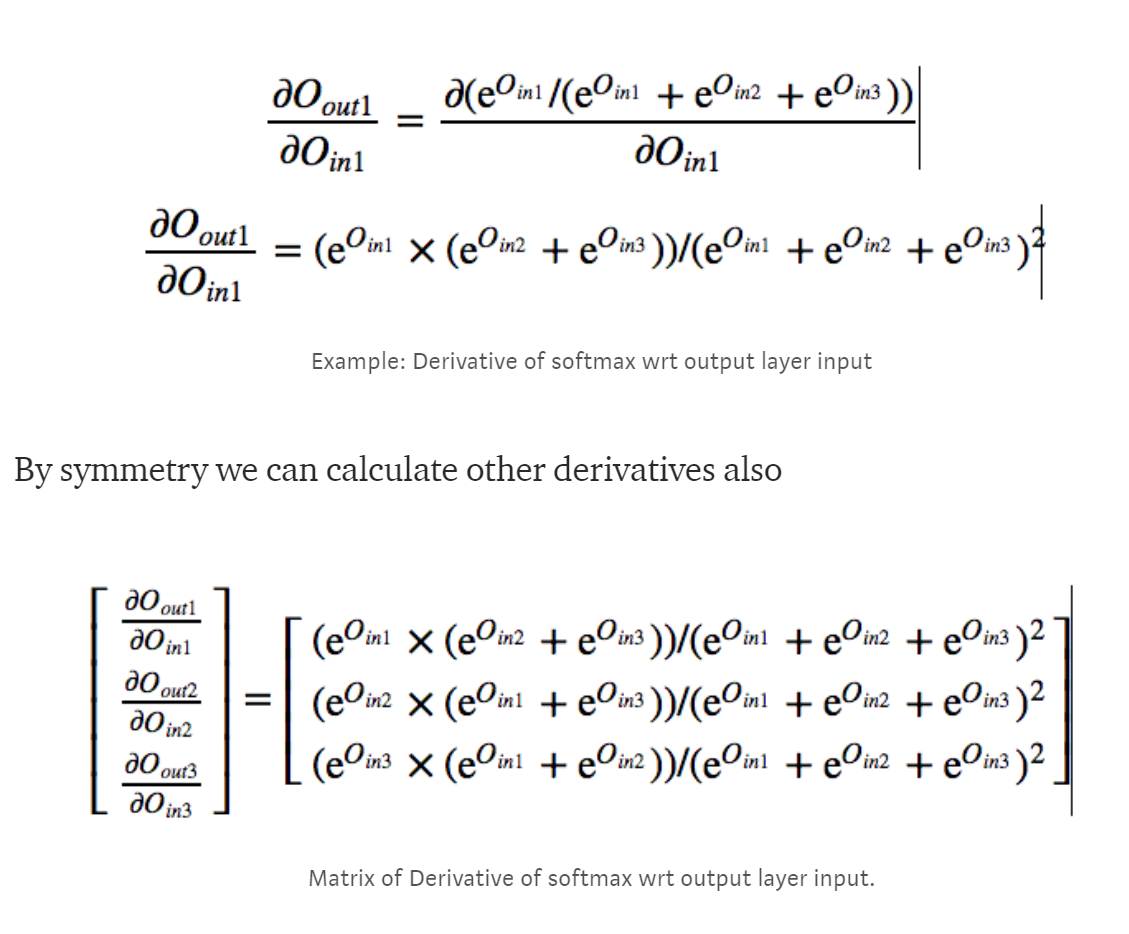 ∂O_out1/∂O_in1 = ∂(e^{O_in1}/(e^{O_in1} + e^{O_in2} + e^{O_in3}))/∂O_in1
∂O_out1/∂O_in1 = (e^{O_in1} × (e^{O_in2} + e^{O_in3}))/(e^{O_in1} + e^{O_in2} + e^{O_in3})^2
Example: Derivative of softmax wrt output layer input
By symmetry we can calculate other derivatives also
[∂O_out1/∂O_in1] = [(e^{O_in1} × (e^{O_in2} + e^{O_in3}))/(e^{O_in1} + e^{O_in2} + e^{O_in3})^2]
[∂O_out2/∂O_in2] = [(e^{O_in2} × (e^{O_in1} + e^{O_in3}))/(e^{O_in1} + e^{O_in2} + e^{O_in3})^2]
[∂O_out3/∂O_in3] = [(e^{O_in3} × (e^{O_in1} + e^{O_in2}))/(e^{O_in1} + e^{O_in2} + e^{O_in3})^2]
Matrix of Derivative of softmax wrt output layer input.